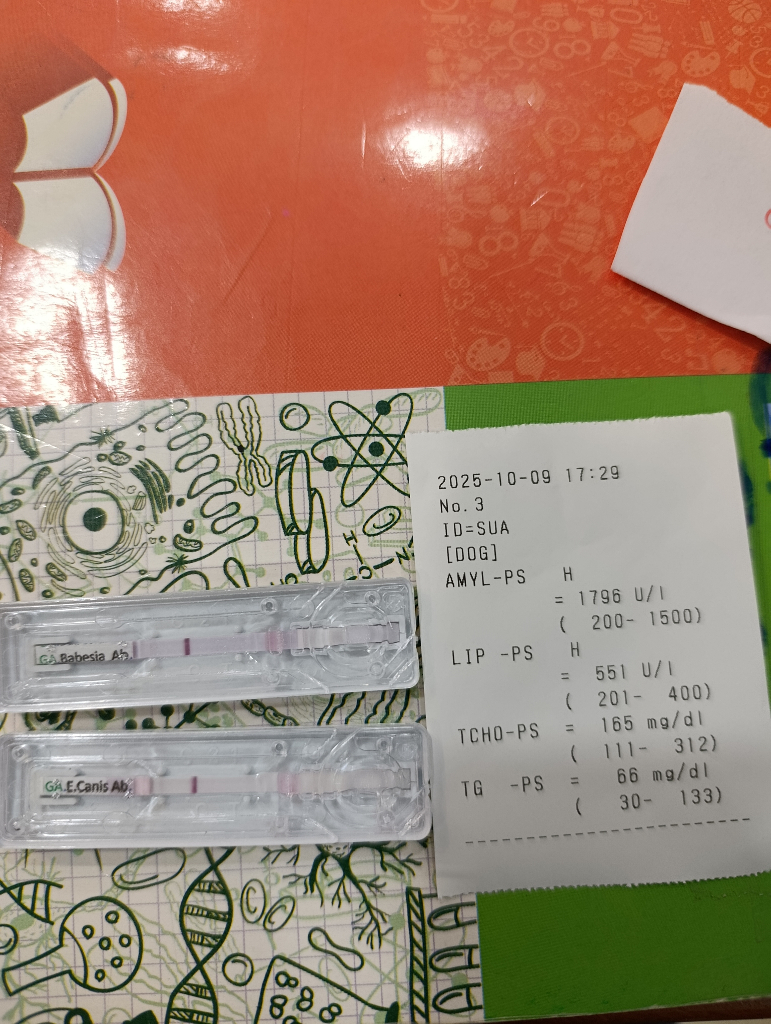 2025-10-09 17:29
No. 3
ID=SUA
[DOG]
AMYL-PS H
= 1796 U/l
( 200- 1500)
LIP -PS H
= 551 U/l
( 201- 400)
TCHO-PS = 165 mg/dl
( 111- 312)
TG -PS = 66 mg/dl
( 30- 133)
GA Babesia Ab.
GA.E.Canis Ab.